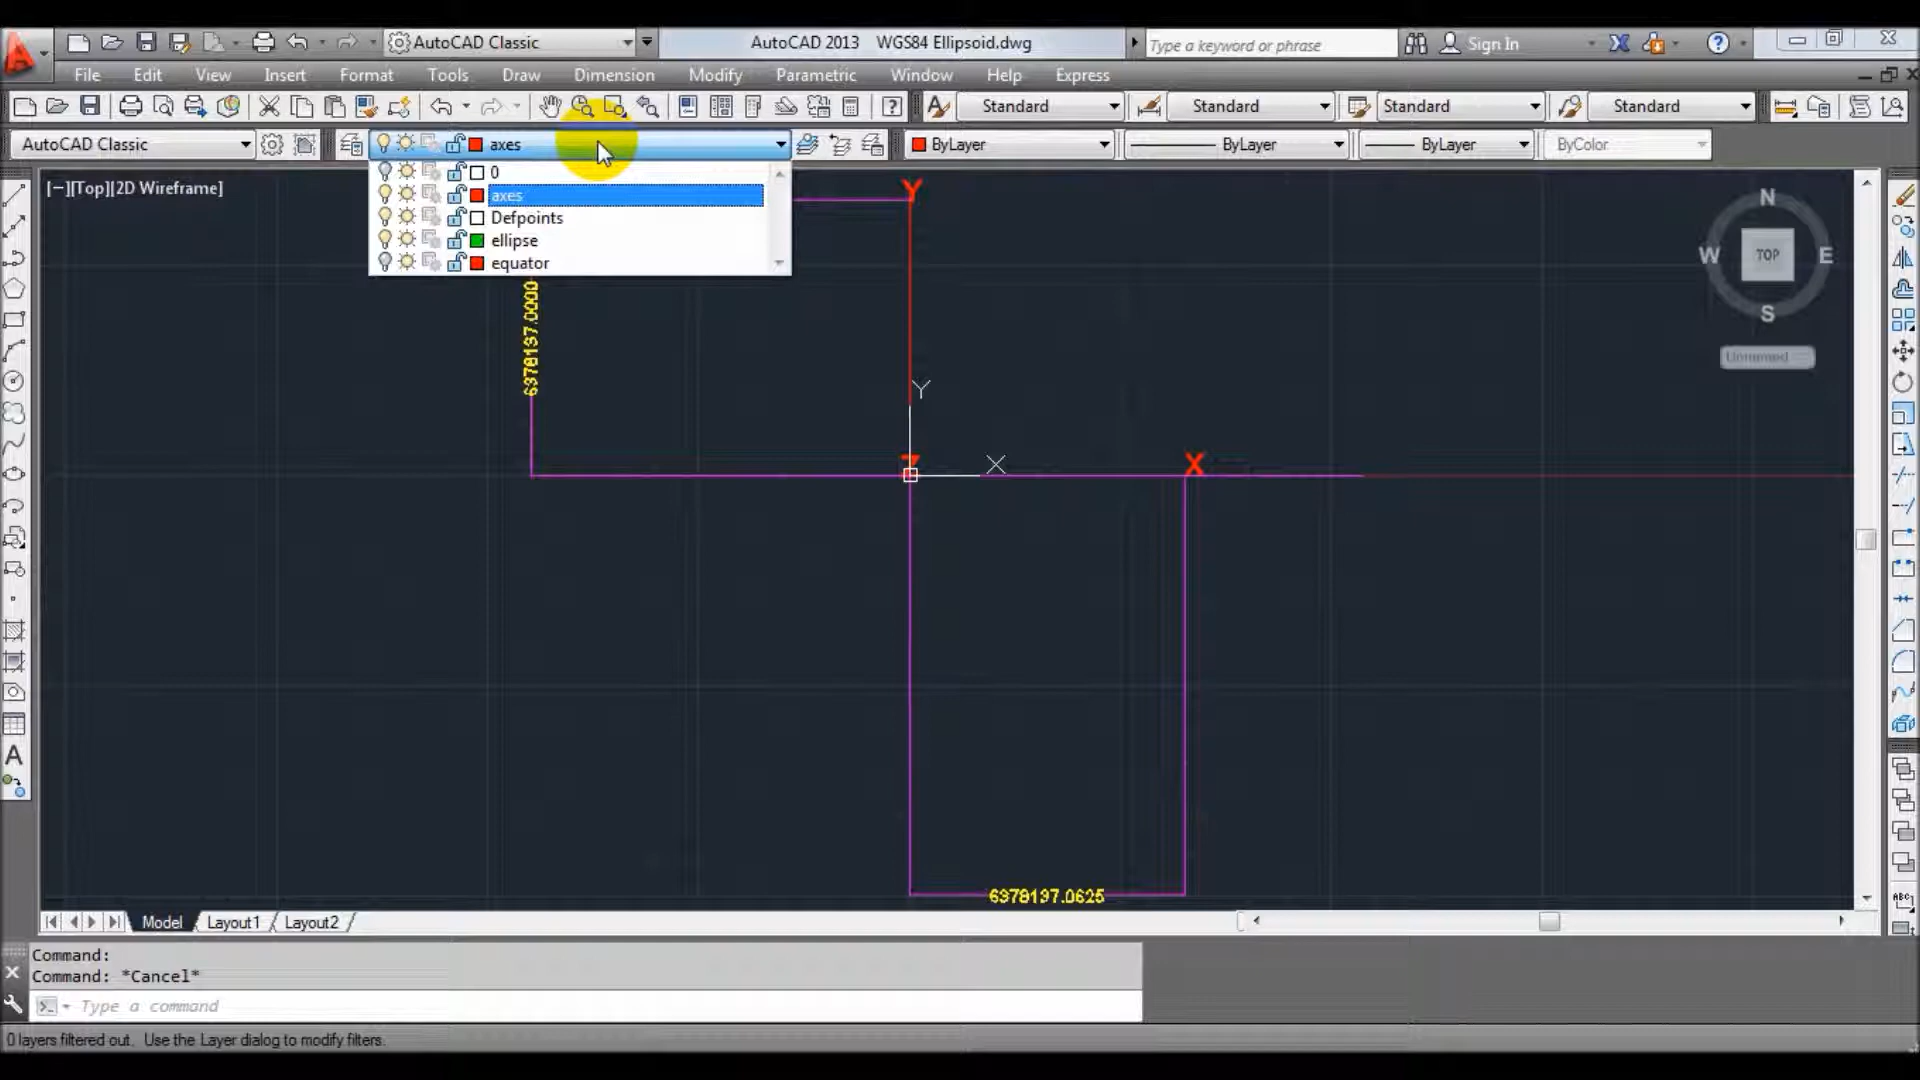 AutoCAD Classic
AutoCAD 2013 WGS84 Ellipsoid.dwg
Type a keyword or phrase
Sign In
File Edit View Insert Format Tools Draw Dimension Modify Parametric Window Help Express
Standard Standard Standard Standard
AutoCAD Classic
axes
ByLayer ByLayer ByLayer ByColor
0
axes
Defpoints
ellipse
equator
[−][Top][2D Wireframe]
Y
N
W TOP E
S
Unnamed
6378137.0000
Y
X
X
6378137.0625
Model Layout1 Layout2
Command:
Command: *Cancel*
Type a command
0 layers filtered out. Use the Layer dialog to modify filters.
A
ABC